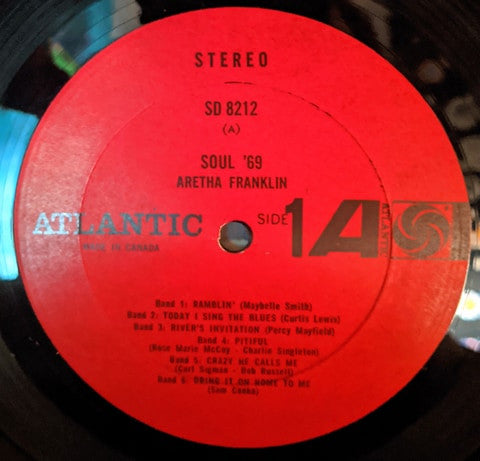 STEREO
SD 8212
(A)
SOUL '69
ARETHA FRANKLIN
ATLANTIC
MADE IN CANADA
SIDE 1
A
ATLANTIC
Band 1: RAMBLIN' (Maybelle Smith)
Band 2: TODAY I SING THE BLUES (Curtis Lewis)
Band 3: RIVER'S INVITATION (Percy Mayfield)
Band 4: PITIFUL
(Rose Marie McCoy - Charlie Singleton)
Band 5: CRAZY HE CALLS ME
(Carl Sigman - Bob Russell)
Band 6: BRING IT ON HOME TO ME
(Sam Cooke)